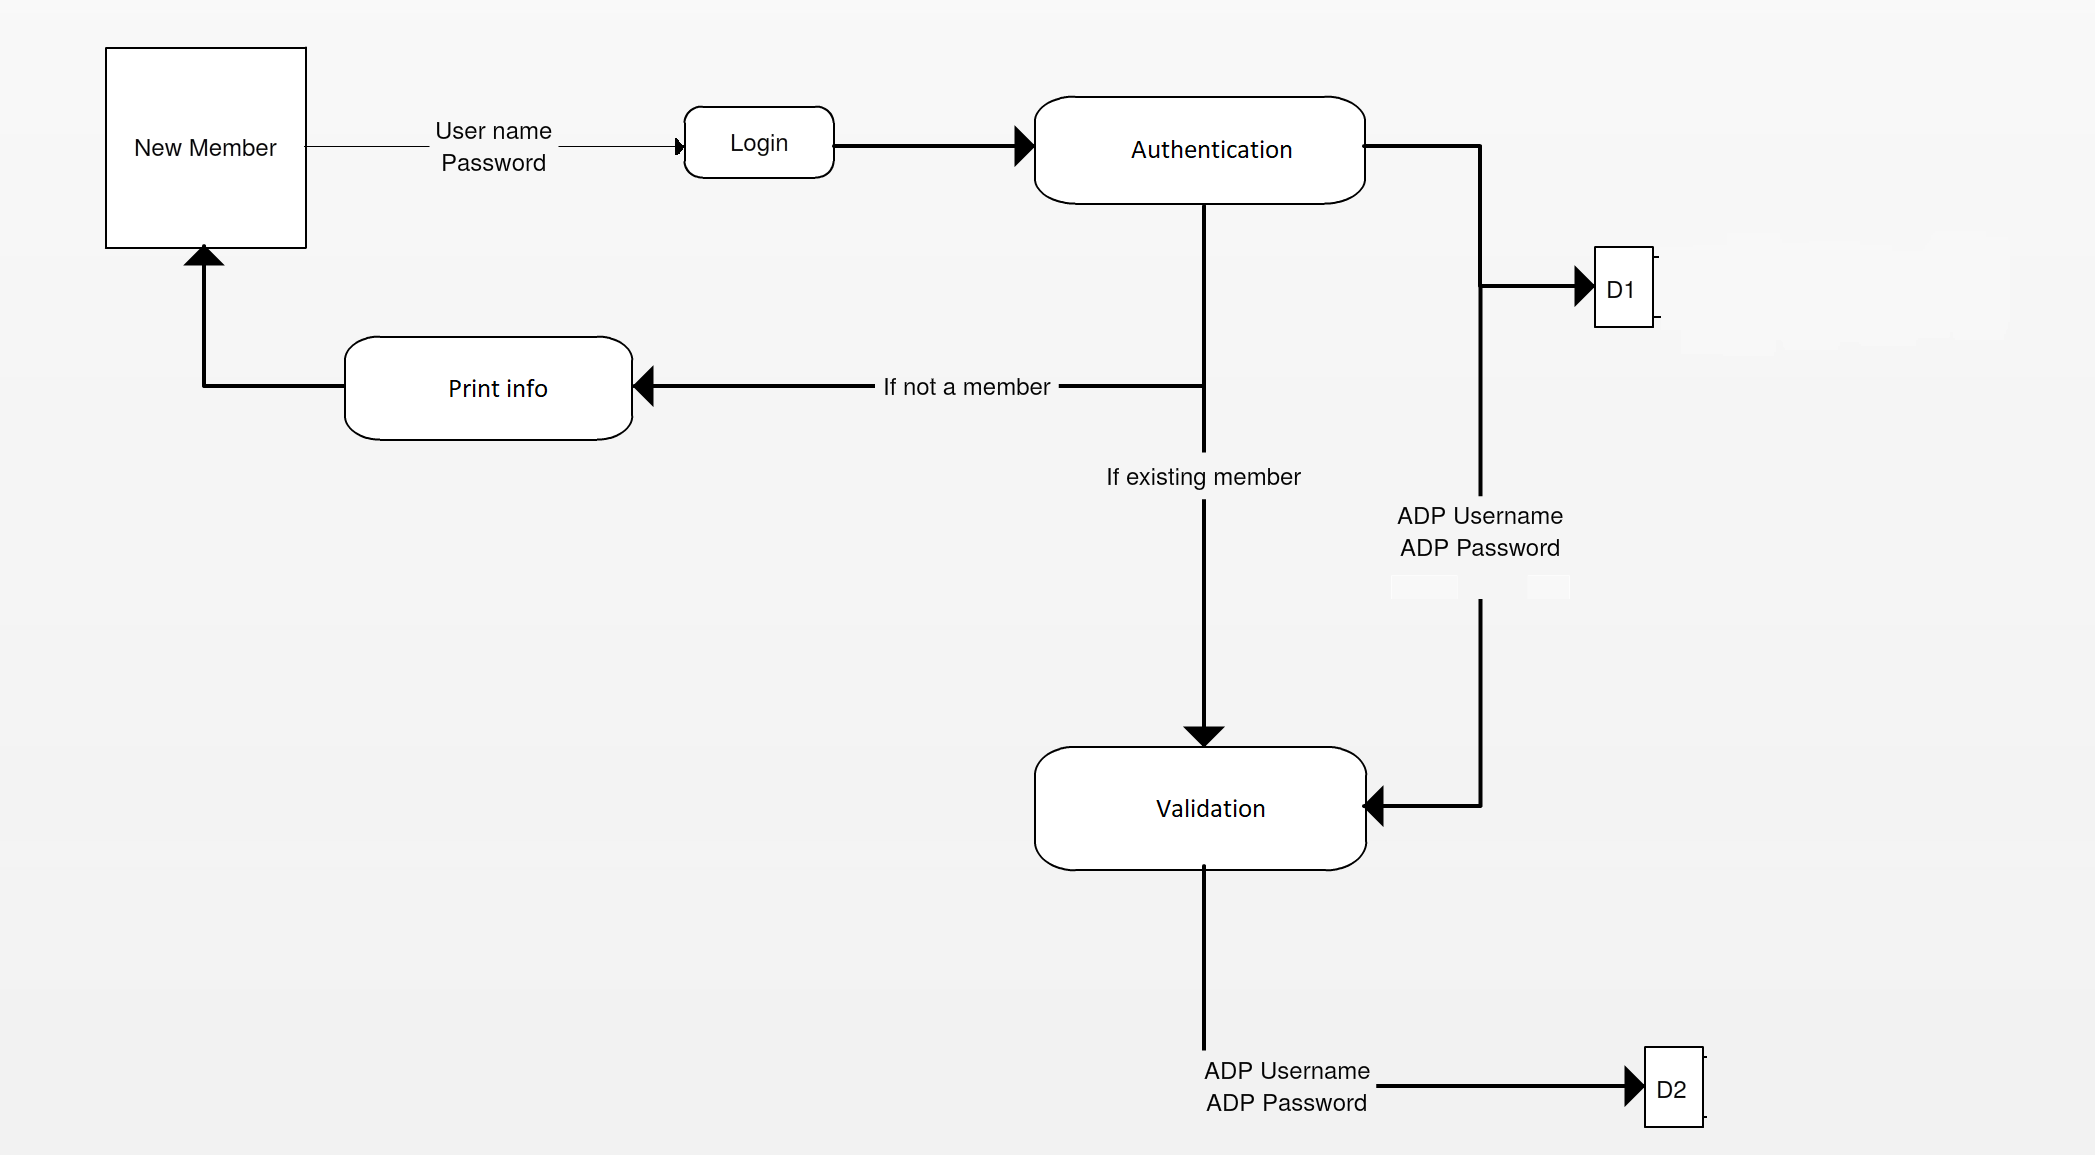 New Member
User name
Password
Login
Authentication
D1
Print info
If not a member
If existing member
ADP Username
ADP Password
Validation
ADP Username
ADP Password
D2